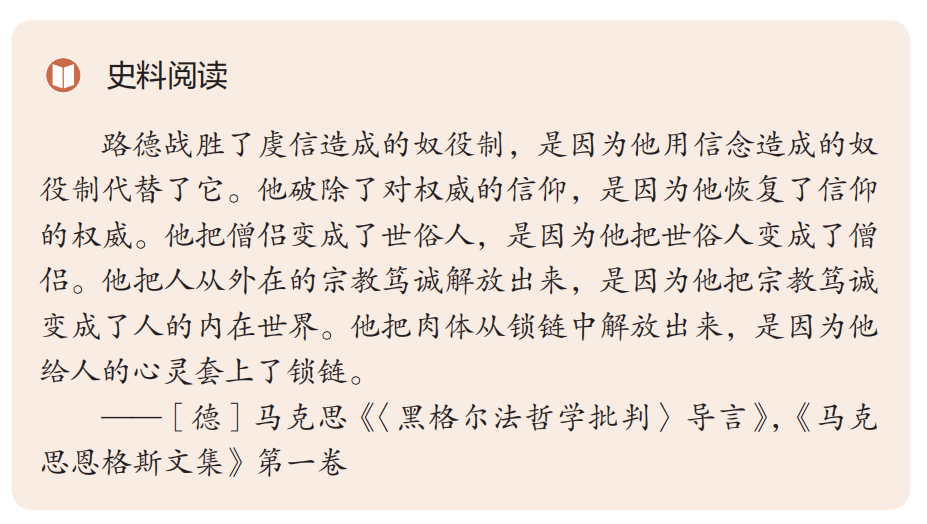 史料阅读
路德战胜了虔信造成的奴役制，是因为他用信念造成的奴
役制代替了它。他破除了对权威的信仰，是因为他恢复了信仰
的权威。他把僧侣变成了世俗人，是因为他把世俗人变成了僧
侣。他把人从外在的宗教笃诚解放出来，是因为他把宗教笃诚
变成了人的内在世界。他把肉体从锁链中解放出来，是因为他
给人的心灵套上了锁链。
——［德］马克思《〈黑格尔法哲学批判〉导言》，《马克
思恩格斯文集》第一卷